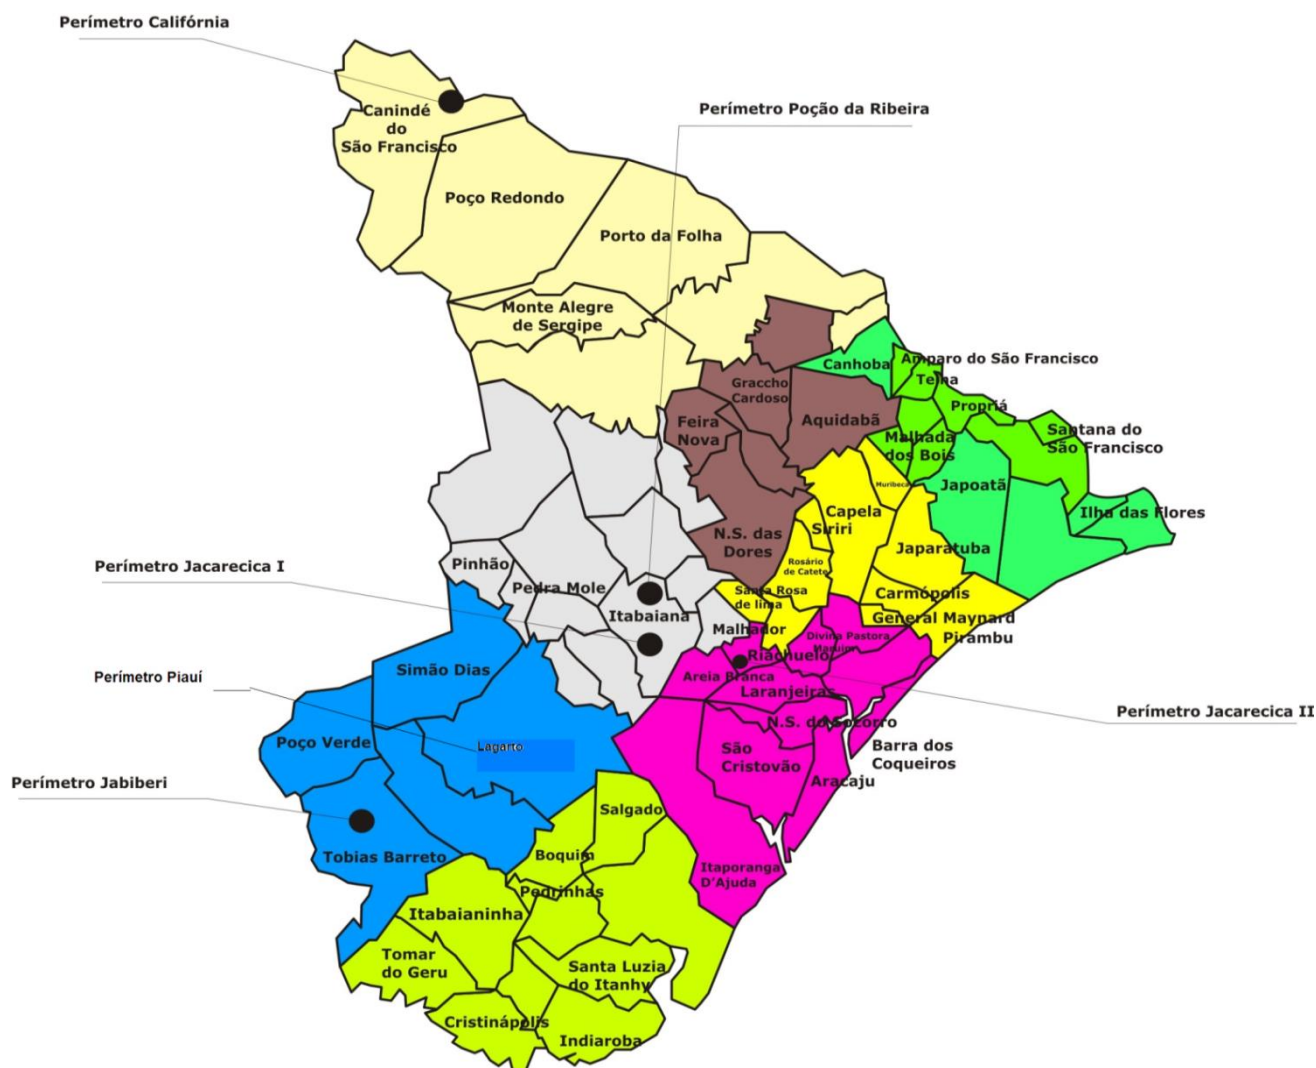 Perímetro Califórnia
Canindé
do
São Francisco
Perímetro Poção da Ribeira
Poço Redondo
Porto da Folha
Monte Alegre
de Sergipe
Canhoba
Amparo do São Francisco
Telha
Graccho
Cardoso
Propriá
Feira
Nova
Aquidabã
Santana do
São Francisco
Malhada
dos Bois
Muribeca
Japoatã
Capela
Ilha das Flores
Siriri
N.S. das
Dores
Japaratuba
Perímetro Jacarecica I
Pinhão
Rosário
de Catete
Pedra Mole
Santa Rosa
de lima
Carmópolis
Itabaiana
General Maynard
Malhador
Divina Pastora
Pirambu
Maruim
Riachuelo
Simão Dias
Perímetro Piauí
Areia Branca
Laranjeiras
Perímetro Jacarecica II
N.S. do Socorro
Poço Verde
Lagarto
São
Cristovão
Barra dos
Coqueiros
Aracaju
Perímetro Jabiberi
Salgado
Tobias Barreto
Boquim
Itaporanga
D'Ajuda
Pedrinhas
Itabaianinha
Tomar
do Geru
Santa Luzia
do Itanhy
Cristinápolis
Indiaroba